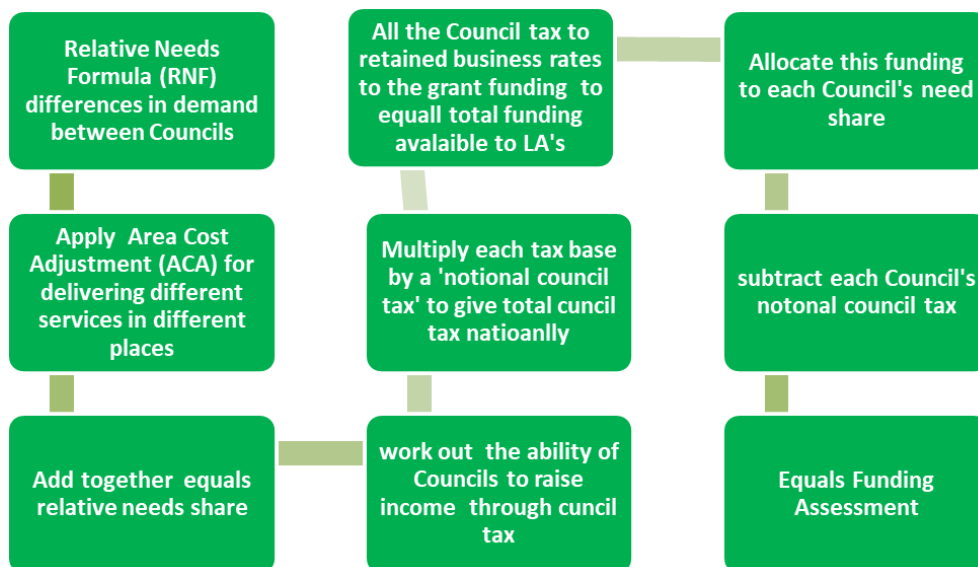 Relative Needs
Formula (RNF)
differences in demand
between Councils
Apply Area Cost
Adjustment (ACA) for
delivering different
services in different
places
Add together equals
relative needs share
work out the ability of
Councils to raise
income through cuncil
tax
Multiply each tax base
by a 'notional council
tax' to give total cuncil
tax natioanlly
All the Council tax to
retained business rates
to the grant funding to
equall total funding
avalaible to LA's
Allocate this funding
to each Council's need
share
subtract each Council's
notonal council tax
Equals Funding
Assessment